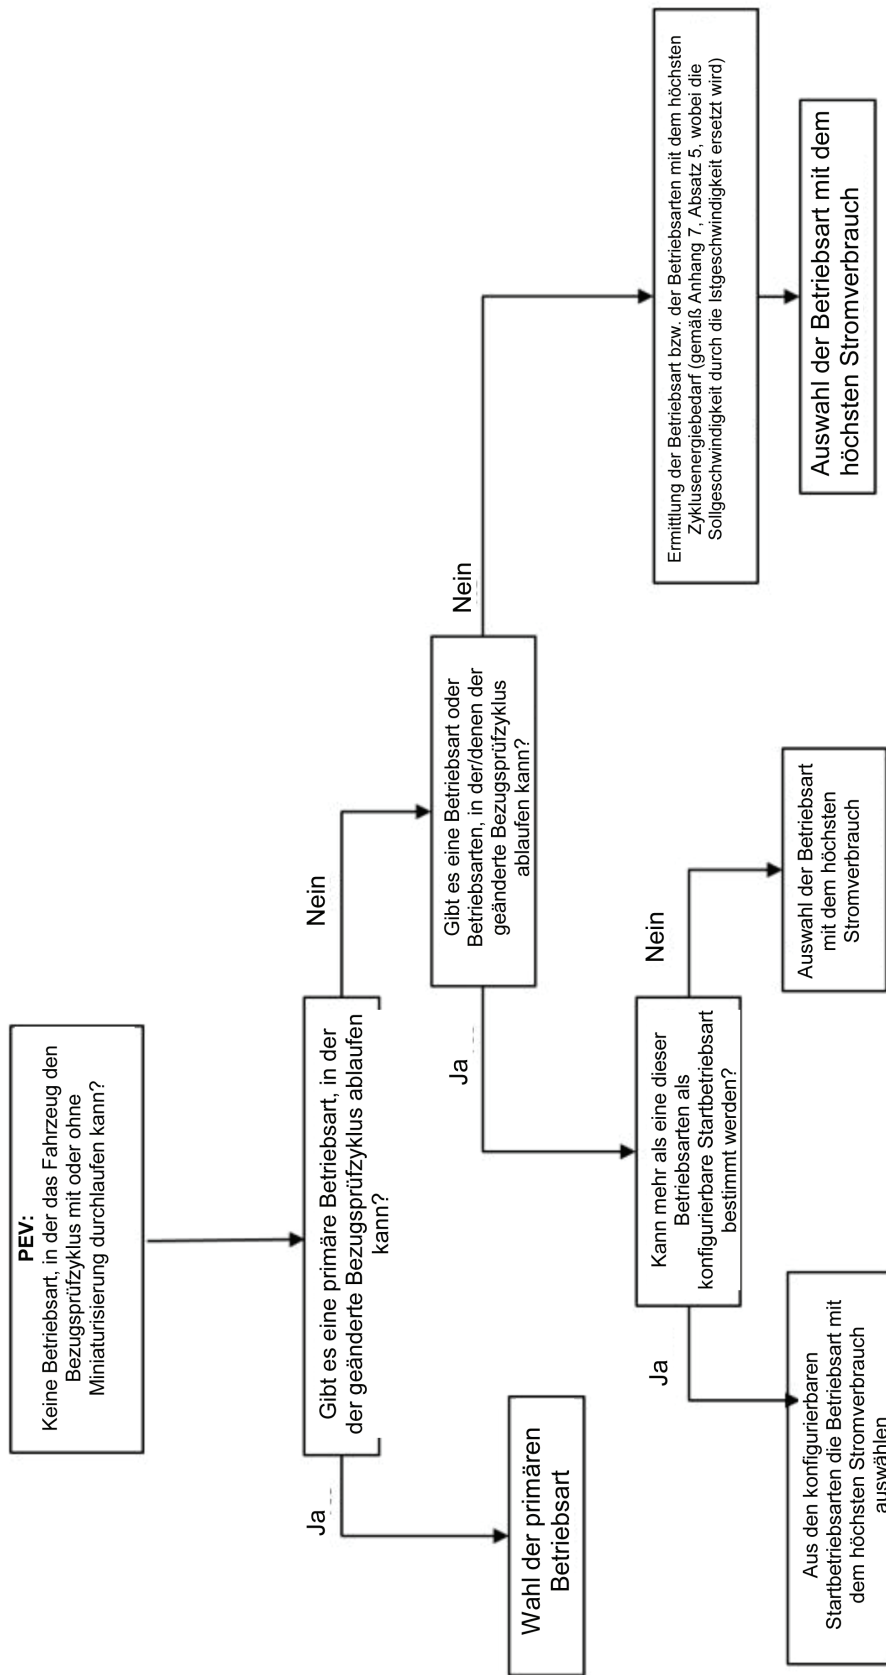 PEV:
Keine Betriebsart, in der das Fahrzeug den
Bezugsprüfzyklus mit oder ohne
Miniaturisierung durchlaufen kann?
Gibt es eine primäre Betriebsart, in der
der geänderte Bezugsprüfzyklus ablaufen
kann?
Ja
Nein
Wahl der primären
Betriebsart
Gibt es eine Betriebsart oder
Betriebsarten, in der/denen der
geänderte Bezugsprüfzyklus
ablaufen kann?
Ja
Nein
Kann mehr als eine dieser
Betriebsarten als
konfigurierbare Startbetriebsart
bestimmt werden?
Ja
Nein
Aus den konfigurierbaren
Startbetriebsarten die Betriebsart mit
dem höchsten Stromverbrauch
auswählen
Auswahl der Betriebsart
mit dem höchsten
Stromverbrauch
Ermittlung der Betriebsart bzw. der Betriebsarten mit dem höchsten
Zyklusenergiebedarf (gemäß Anhang 7, Absatz 5, wobei die
Sollgeschwindigkeit durch die Istgeschwindigkeit ersetzt wird)
Auswahl der Betriebsart mit dem
höchsten Stromverbrauch